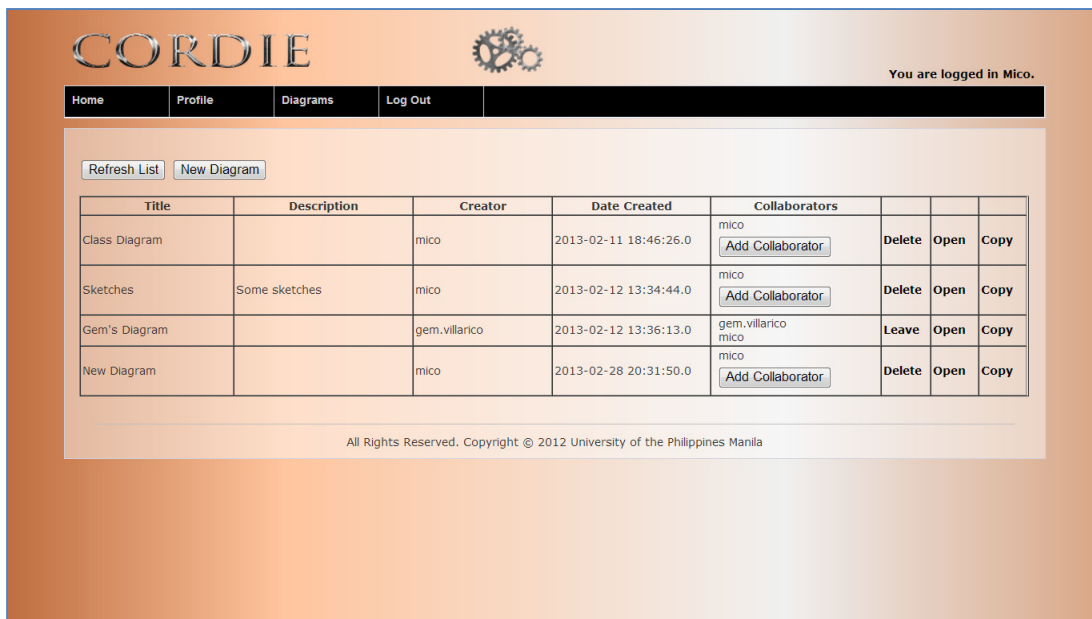 CORDIE
You are logged in Mico.
Home Profile Diagrams Log Out
Refresh List New Diagram
Title Description Creator Date Created Collaborators
Class Diagram mico 2013-02-11 18:46:26.0 mico Add Collaborator Delete Open Copy
Sketches Some sketches mico 2013-02-12 13:34:44.0 mico Add Collaborator Delete Open Copy
Gem's Diagram gem.villarico 2013-02-12 13:36:13.0 gem.villarico mico Leave Open Copy
New Diagram mico 2013-02-28 20:31:50.0 mico Add Collaborator Delete Open Copy
All Rights Reserved. Copyright © 2012 University of the Philippines Manila